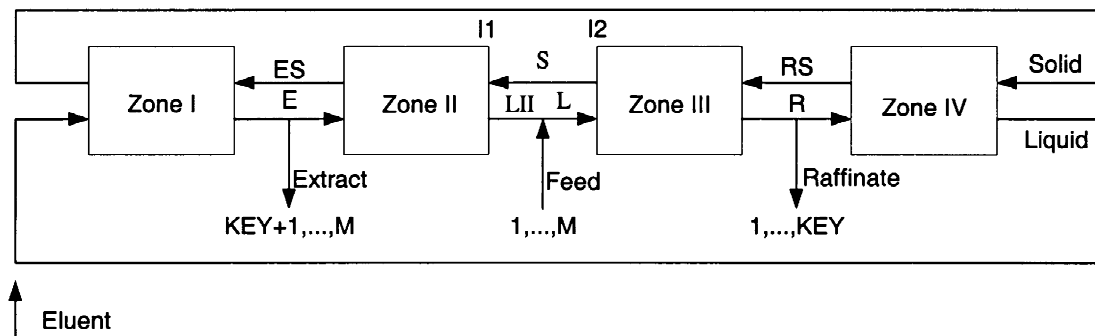 I1 I2
ES S RS Solid
Zone I Zone II Zone III Zone IV
E LII L R
Liquid
Extract Feed Raffinate
KEY+1,...,M 1,...,M 1,...,KEY
Eluent